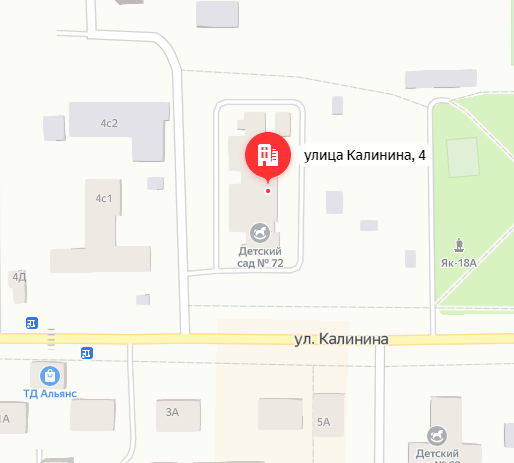 4с2
улица Калинина, 4
4с1
Детский
сад № 72
Як-18А
4Д
ул. Калинина
ТД Альянс
1А
3А
5А
Детский